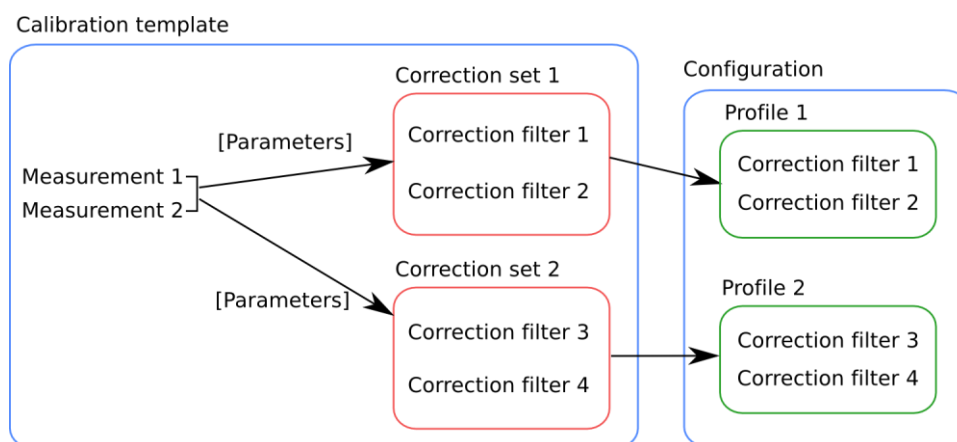 Calibration template
Correction set 1
Configuration
Profile 1
[Parameters]
Correction filter 1
Correction filter 1
Measurement 1
Correction filter 2
Correction filter 2
Measurement 2
Correction set 2
Profile 2
[Parameters]
Correction filter 3
Correction filter 3
Correction filter 4
Correction filter 4